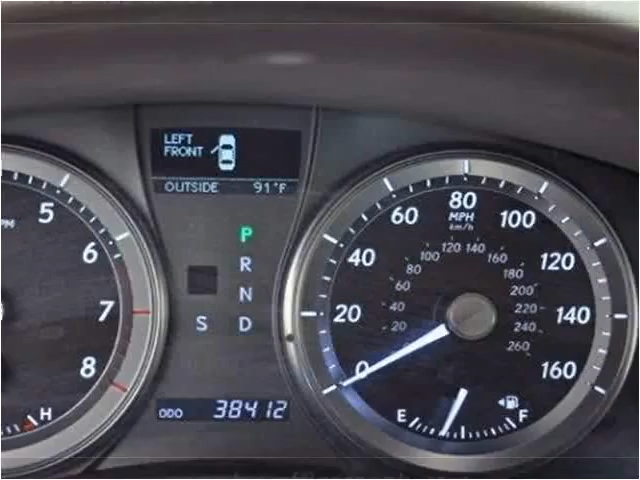 LEFT
FRONT
OUTSIDE 91°F
P
R
N
S D
ODO 38412
5
6
7
8
H
0
20
40
60
80
100
120
140
160
MPH
km/h
20
40
60
80
100
120
140
160
180
200
220
240
260
E F